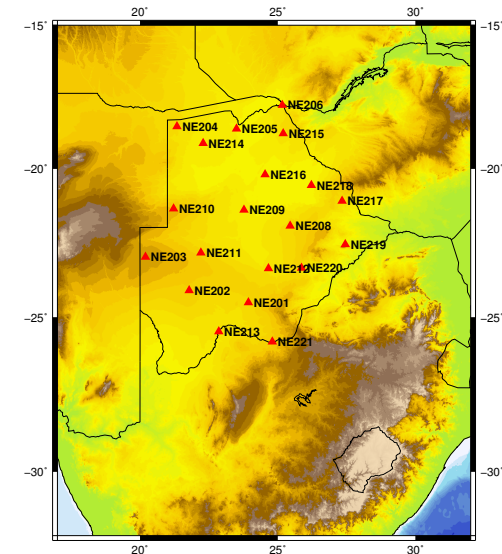 20° 25° 30°
−15° −15°
NE206
NE204 NE205 NE215
NE214
−20° −20°
NE216
NE218
NE217
NE210 NE209
NE208
NE219
NE211
NE203
NE212 NE220
NE202
NE201
−25° −25°
NE213
NE221
−30° −30°
20° 25° 30°